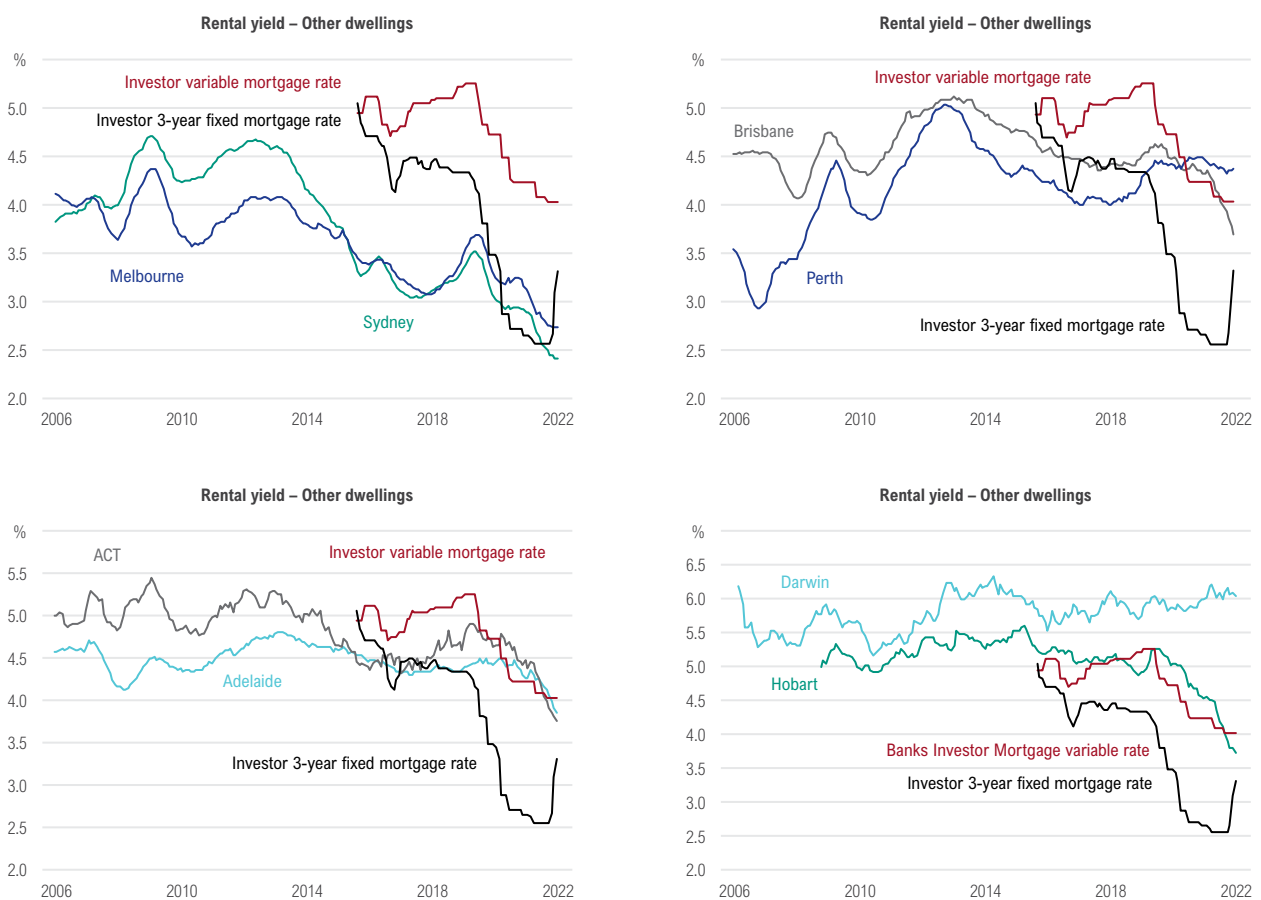 Rental yield – Other dwellings
%
Investor variable mortgage rate
5.0
Investor 3-year fixed mortgage rate
4.5
4.0
3.5
Melbourne
3.0
Sydney
2.5
2.0
2006 2010 2014 2018 2022
Rental yield – Other dwellings
%
Investor variable mortgage rate
5.0
Brisbane
4.5
4.0
3.5
Perth
3.0
Investor 3-year fixed mortgage rate
2.5
2.0
2006 2010 2014 2018 2022
Rental yield – Other dwellings
%
ACT
Investor variable mortgage rate
5.5
5.0
4.5
Adelaide
4.0
3.5
Investor 3-year fixed mortgage rate
3.0
2.5
2.0
2006 2010 2014 2018 2022
Rental yield – Other dwellings
%
6.5
Darwin
6.0
5.5
5.0
Hobart
4.5
4.0
Banks Investor Mortgage variable rate
3.5
Investor 3-year fixed mortgage rate
3.0
2.5
2.0
2006 2010 2014 2018 2022